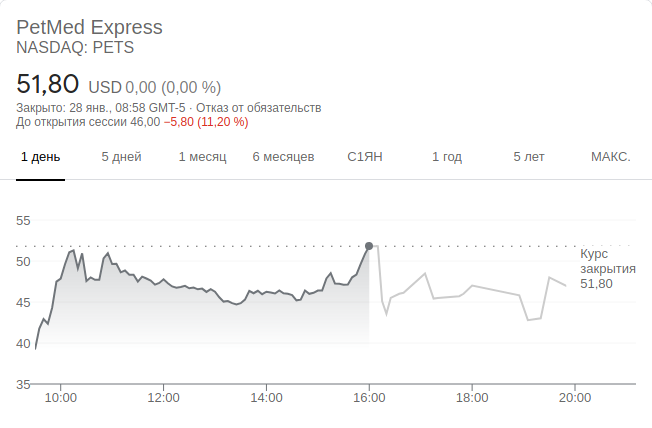 PetMed Express
NASDAQ: PETS
51,80 USD 0,00 (0,00 %)
Закрыто: 28 янв., 08:58 GMT-5 · Отказ от обязательств
До открытия сессии 46,00 −5,80 (11,20 %)
1 день 5 дней 1 месяц 6 месяцев С1ЯН 1 год 5 лет МАКС.
55
50
45
40
35
Курс
закрытия
51,80
10:00 12:00 14:00 16:00 18:00 20:00